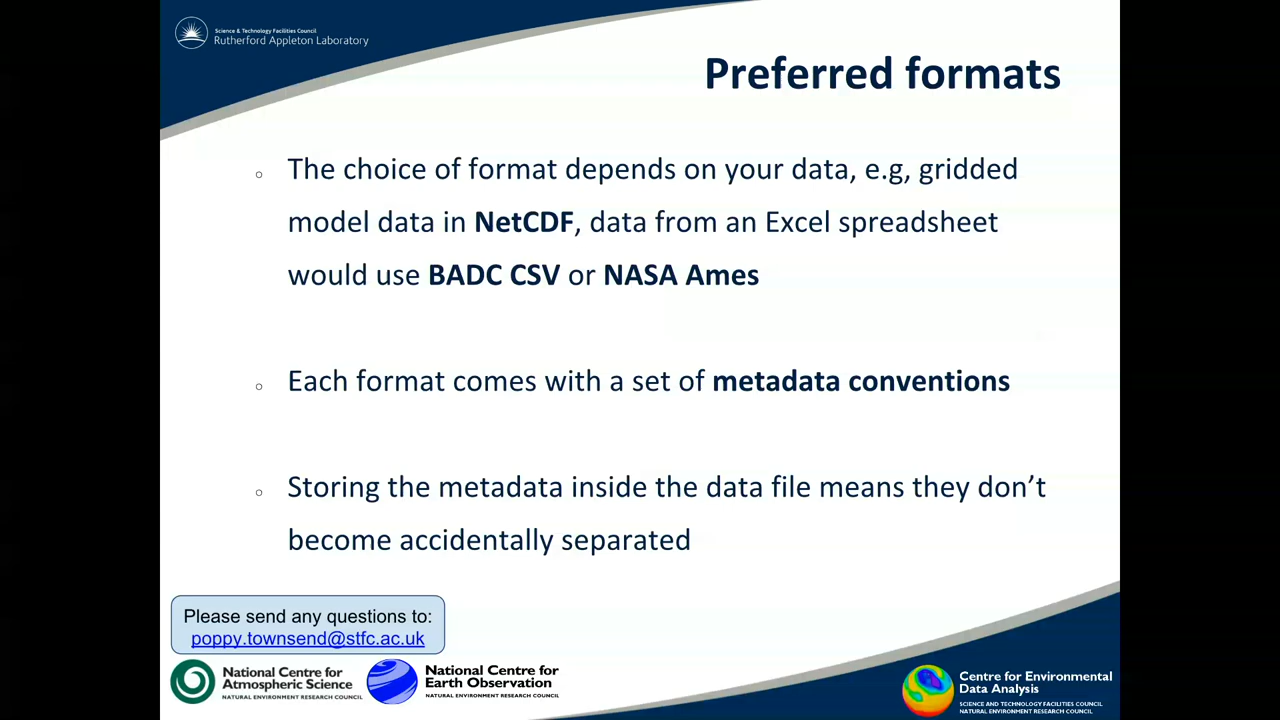 Science & Technology Facilities Council
Rutherford Appleton Laboratory
Preferred formats
The choice of format depends on your data, e.g, gridded
model data in NetCDF, data from an Excel spreadsheet
would use BADC CSV or NASA Ames
Each format comes with a set of metadata conventions
Storing the metadata inside the data file means they don’t
become accidentally separated
Please send any questions to:
poppy.townsend@stfc.ac.uk
National Centre for
Atmospheric Science
NATURAL ENVIRONMENT RESEARCH COUNCIL
National Centre for
Earth Observation
NATURAL ENVIRONMENT RESEARCH COUNCIL
Centre for Environmental
Data Analysis
SCIENCE AND TECHNOLOGY FACILITIES COUNCIL
NATURAL ENVIRONMENT RESEARCH COUNCIL